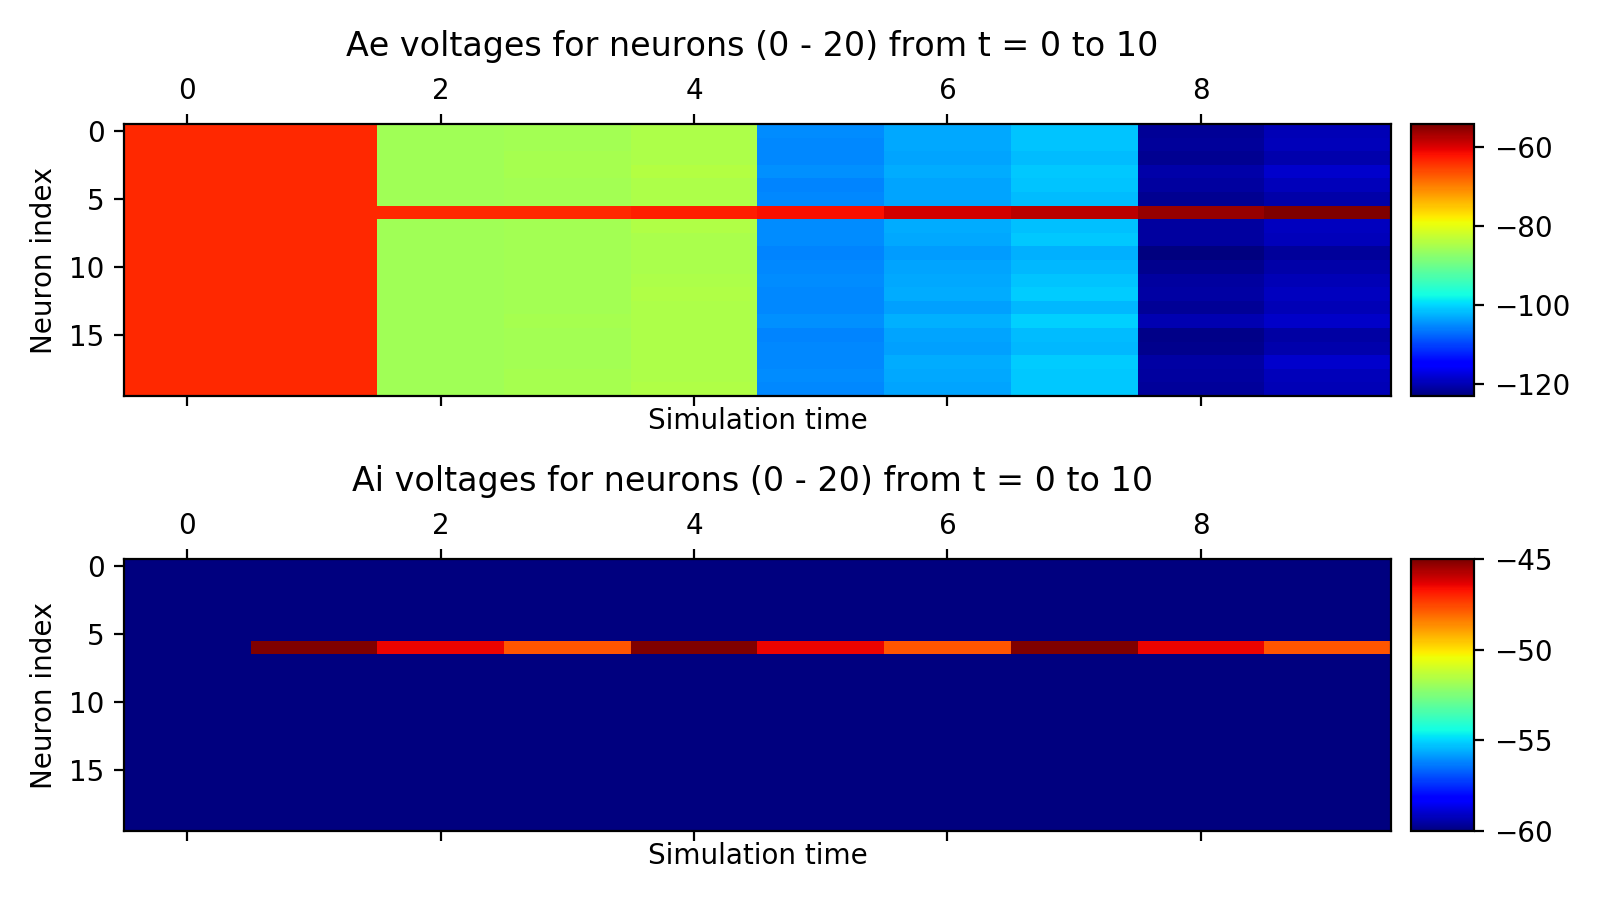 Ae voltages for neurons (0 - 20) from t = 0 to 10
0 2 4 6 8
0
5
10
15
Neuron index
Simulation time
−60
−80
−100
−120
Ai voltages for neurons (0 - 20) from t = 0 to 10
0 2 4 6 8
0
5
10
15
Neuron index
Simulation time
−45
−50
−55
−60